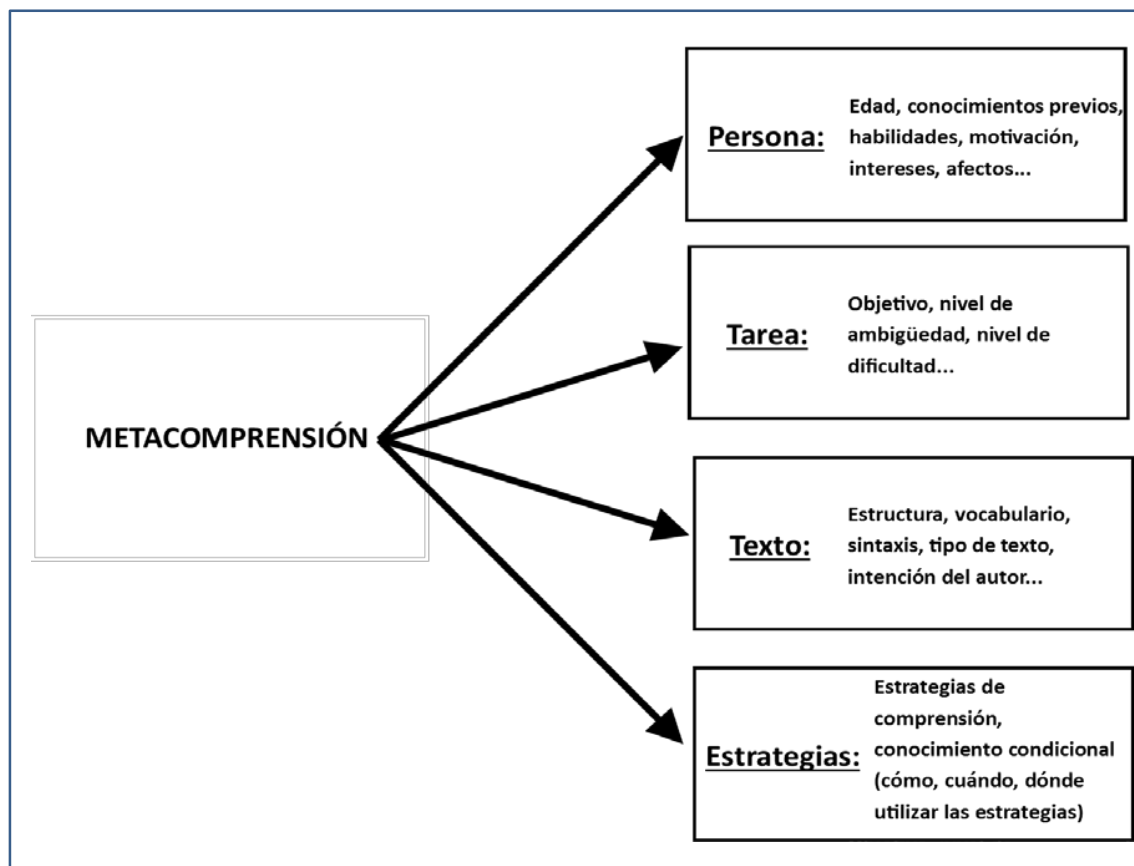 Persona:
Edad, conocimientos previos,
habilidades, motivación,
intereses, afectos...
Tarea:
Objetivo, nivel de
ambigüedad, nivel de
dificultad...
METACOMPRENSIÓN
Texto:
Estructura, vocabulario,
sintaxis, tipo de texto,
intención del autor...
Estrategias:
Estrategias de
comprensión,
conocimiento condicional
(cómo, cuándo, dónde
utilizar las estrategias)